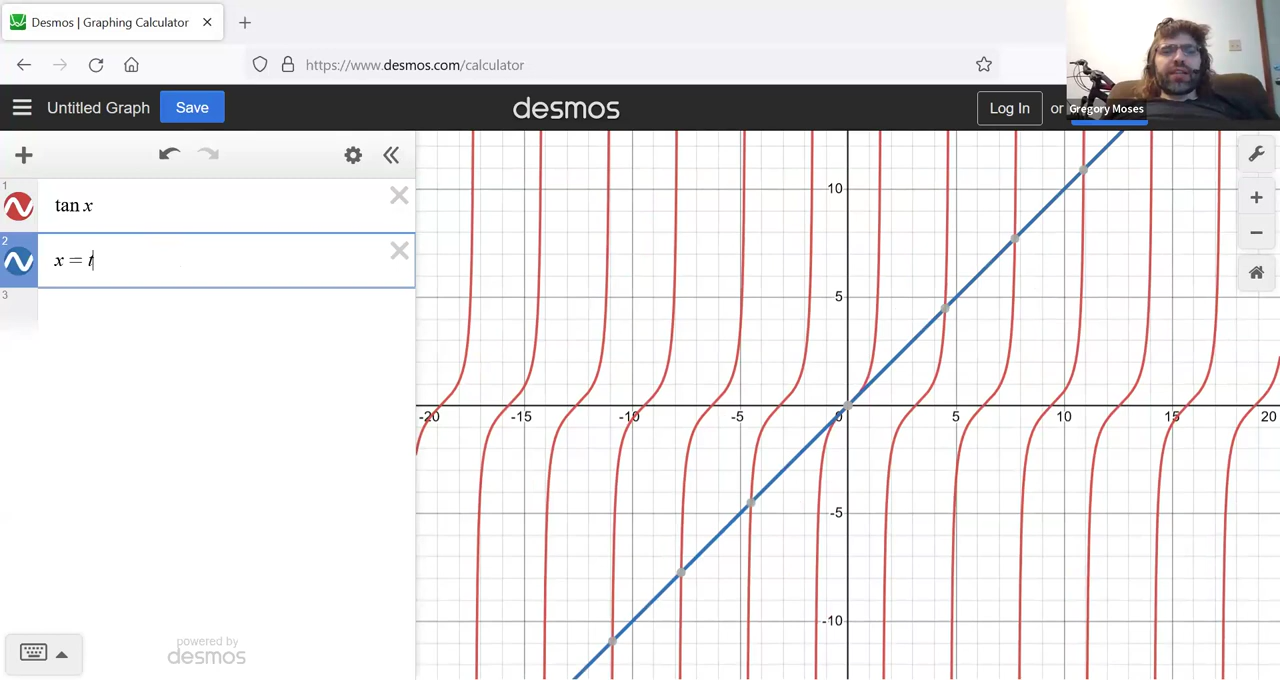 Desmos | Graphing Calculator
https://www.desmos.com/calculator
Untitled Graph
Save
desmos
Log In
or
Gregory Moses
1
tan x
2
x = t
3
powered by
desmos
10
5
-5
-10
-20
-15
-10
-5
0
5
10
15
20